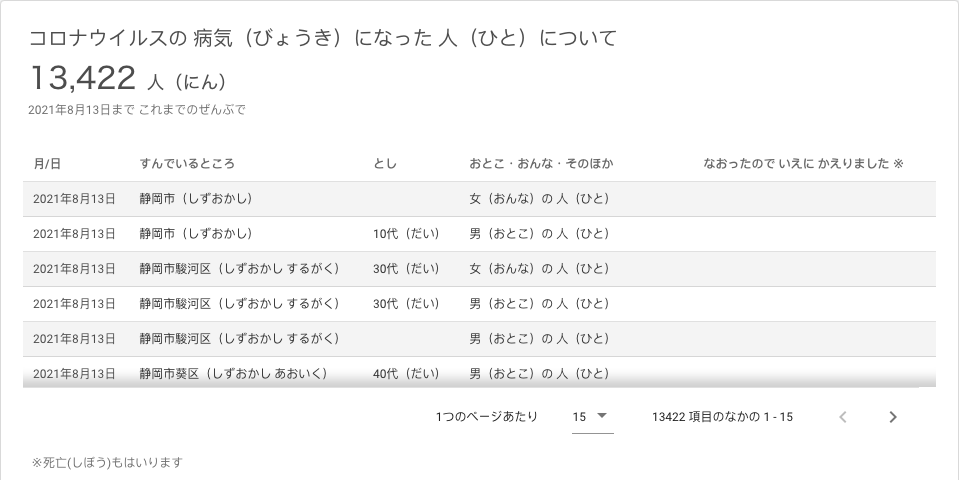 コロナウイルスの 病気（びょうき）になった 人（ひと）について
13,422 人（にん）
2021年8月13日まで これまでのぜんぶで
月/日 すんでいるところ とし おとこ・おんな・そのほか なおったので いえに かえりました ※
2021年8月13日 静岡市（しずおかし） 女（おんな）の 人（ひと）
2021年8月13日 静岡市（しずおかし） 10代（だい） 男（おとこ）の 人（ひと）
2021年8月13日 静岡市駿河区（しずおかし するがく） 30代（だい） 女（おんな）の 人（ひと）
2021年8月13日 静岡市駿河区（しずおかし するがく） 30代（だい） 男（おとこ）の 人（ひと）
2021年8月13日 静岡市駿河区（しずおかし するがく） 男（おとこ）の 人（ひと）
2021年8月13日 静岡市葵区（しずおかし あおいく） 40代（だい） 男（おとこ）の 人（ひと）
1つのページあたり 15 13422 項目のなかの 1 - 15
※死亡(しぼう)もはいります